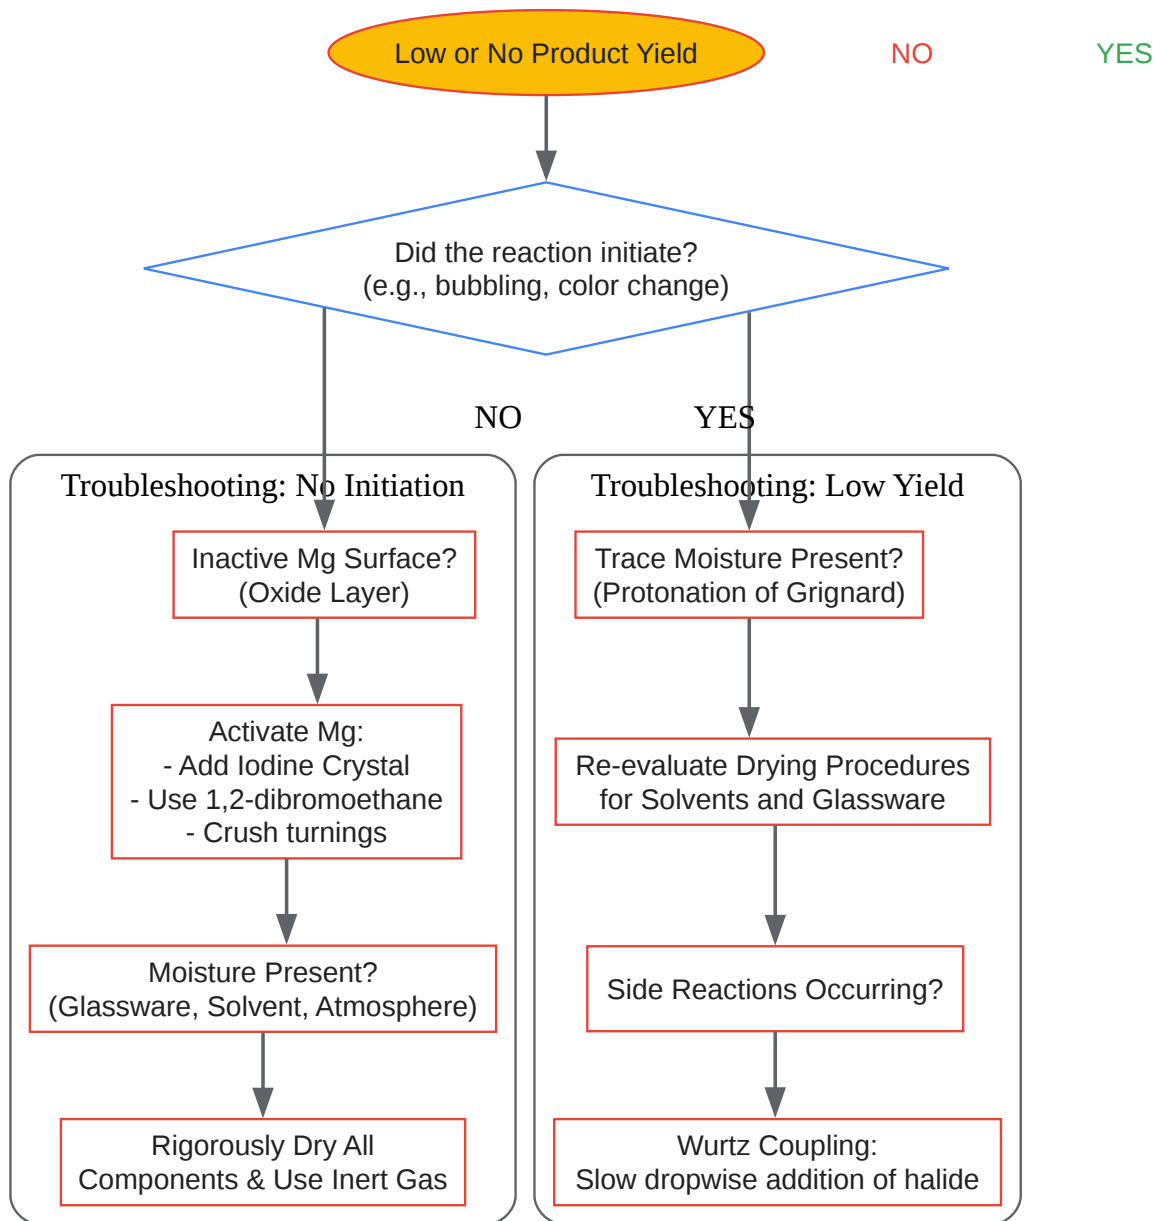 Low or No Product Yield
NO
YES
Did the reaction initiate?
(e.g., bubbling, color change)
NO
YES
Troubleshooting: No Initiation
Inactive Mg Surface?
(Oxide Layer)
Activate Mg:
- Add Iodine Crystal
- Use 1,2-dibromoethane
- Crush turnings
Moisture Present?
(Glassware, Solvent, Atmosphere)
Rigorously Dry All
Components & Use Inert Gas
Troubleshooting: Low Yield
Trace Moisture Present?
(Protonation of Grignard)
Re-evaluate Drying Procedures
for Solvents and Glassware
Side Reactions Occurring?
Wurtz Coupling:
Slow dropwise addition of halide